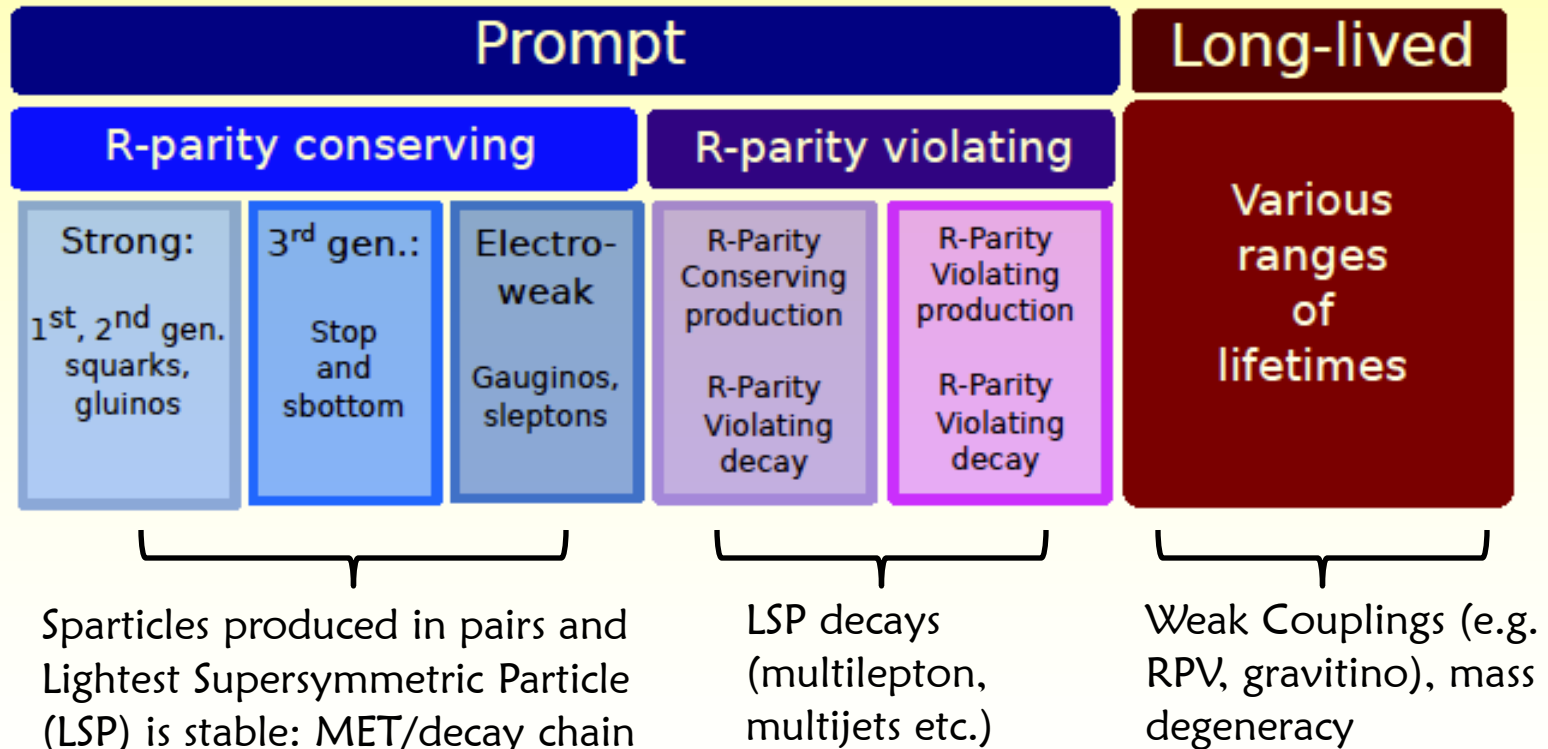 Prompt
Long-lived
R-parity conserving
R-parity violating
Strong:
1st, 2nd gen.
squarks,
gluinos
3rd gen.:
Stop
and
sbottom
Electro-
weak
Gauginos,
sleptons
R-Parity
Conserving
production
R-Parity
Violating
decay
R-Parity
Violating
production
R-Parity
Violating
decay
Various
ranges
of
lifetimes
Sparticles produced in pairs and
Lightest Supersymmetric Particle
(LSP) is stable: MET/decay chain
LSP decays
(multilepton,
multijets etc.)
Weak Couplings (e.g.
RPV, gravitino), mass
degeneracy